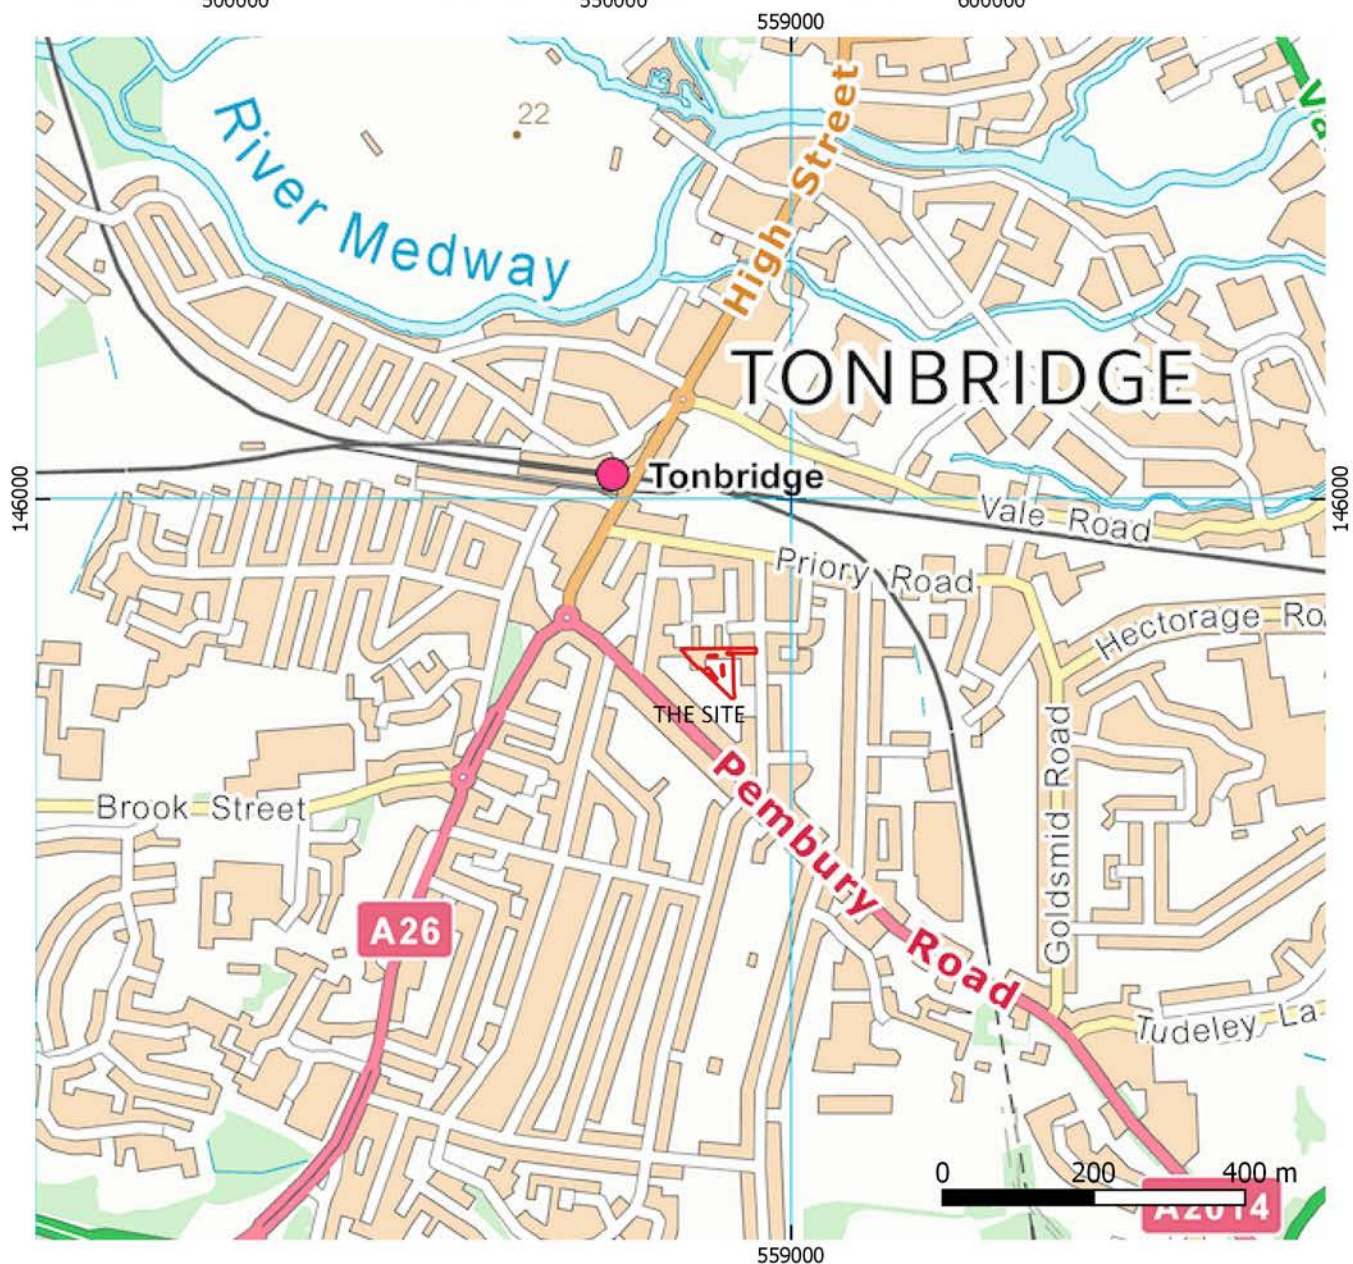 559000
22
High Street
River Medway
TONBRIDGE
Tonbridge
146000
146000
Vale Road
Priory Road
Hectorage Ro
THE SITE
Goldsmid Road
Pembury Road
Brook Street
A26
Tudeley La
0 200 400 m
A2014
559000